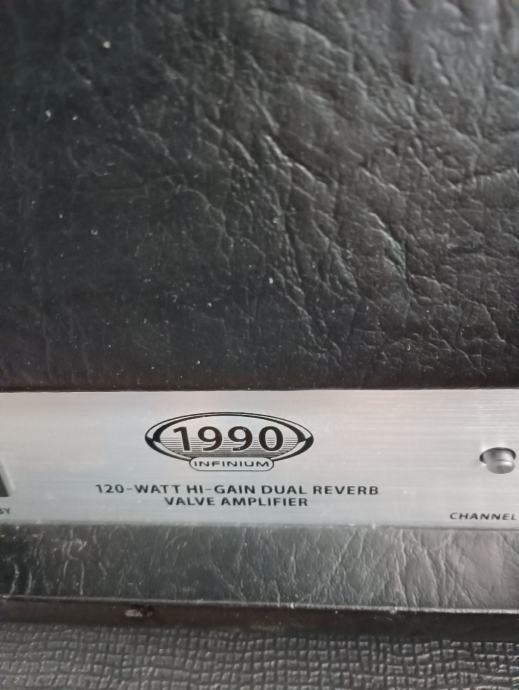 1990
INFINIUM
120-WATT HI-GAIN DUAL REVERB
VALVE AMPLIFIER
CHANNEL